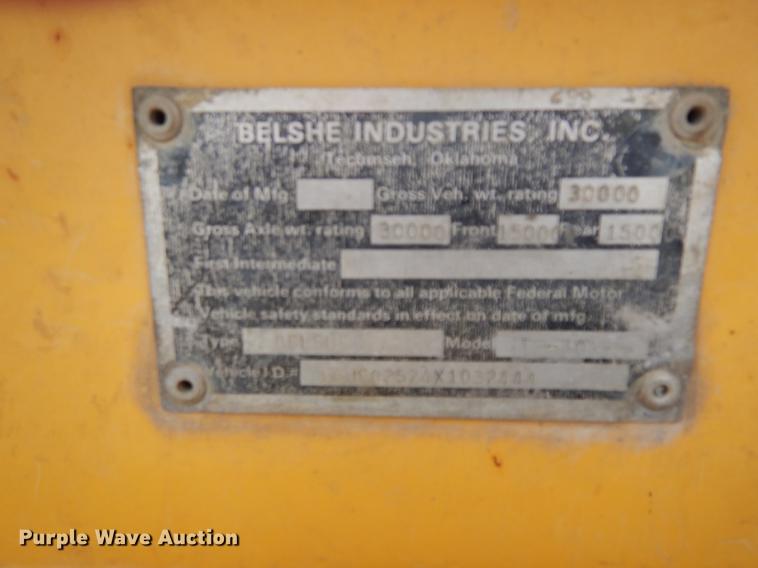 BELSHE INDUSTRIES, INC.
Tecumseh, Oklahoma
Date of Mfg. Gross Veh. wt. rating 30000
Gross Axle wt. rating 30000 Front 15000 Rear 1500
First Intermediate
This vehicle conforms to all applicable Federal Motor
Vehicle safety standards in effect on date of mfg.
Type Model
Vehicle I.D.#
Purple Wave Auction